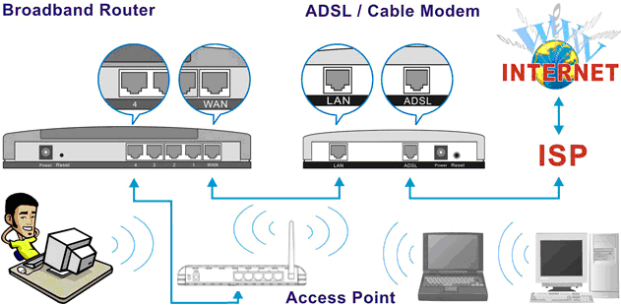 Broadband Router
ADSL / Cable Modem
WWW
INTERNET
4
WAN
LAN
ADSL
Power Reset
4 3 2 1 WAN
LAN
ADSL
Power Reset
ISP
Access Point